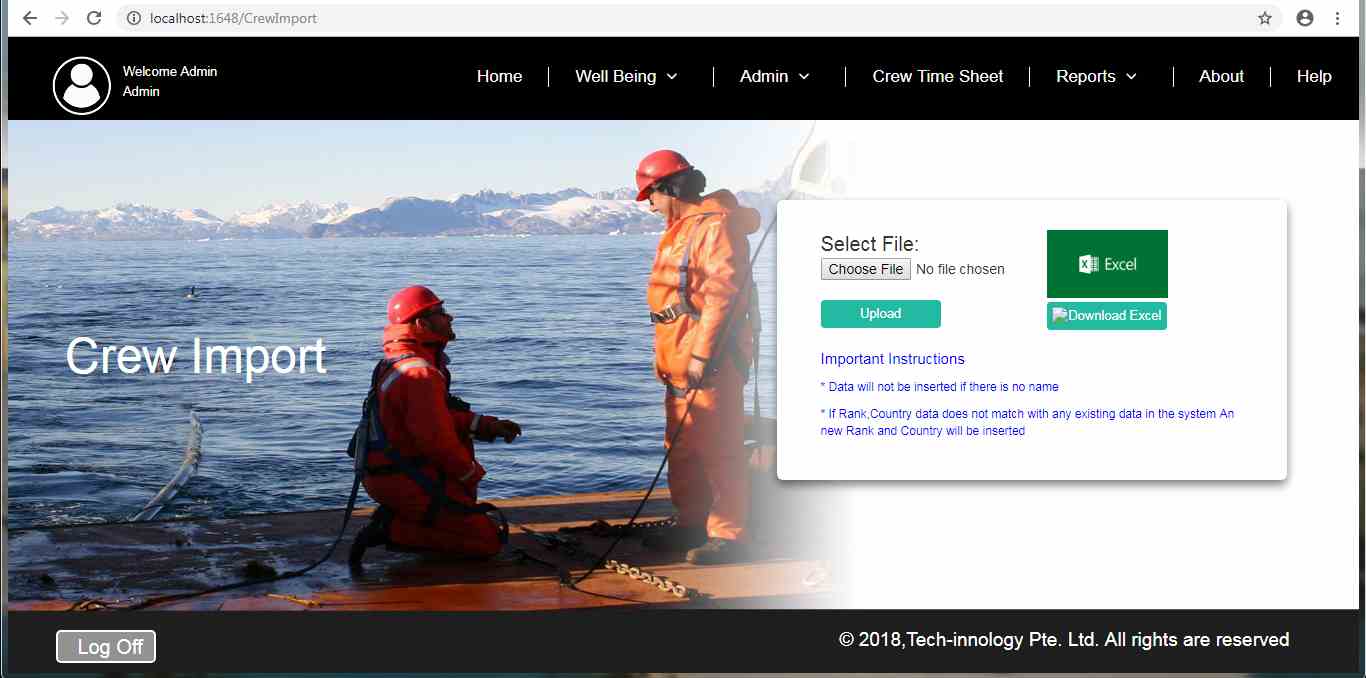 localhost:1648/CrewImport
Welcome Admin
Admin
Home Well Being Admin Crew Time Sheet Reports About Help
Crew Import
Select File:
Choose File No file chosen
Upload
Excel
Download Excel
Important Instructions
* Data will not be inserted if there is no name
* If Rank,Country data does not match with any existing data in the system An
new Rank and Country will be inserted
Log Off
© 2018,Tech-innology Pte. Ltd. All rights are reserved